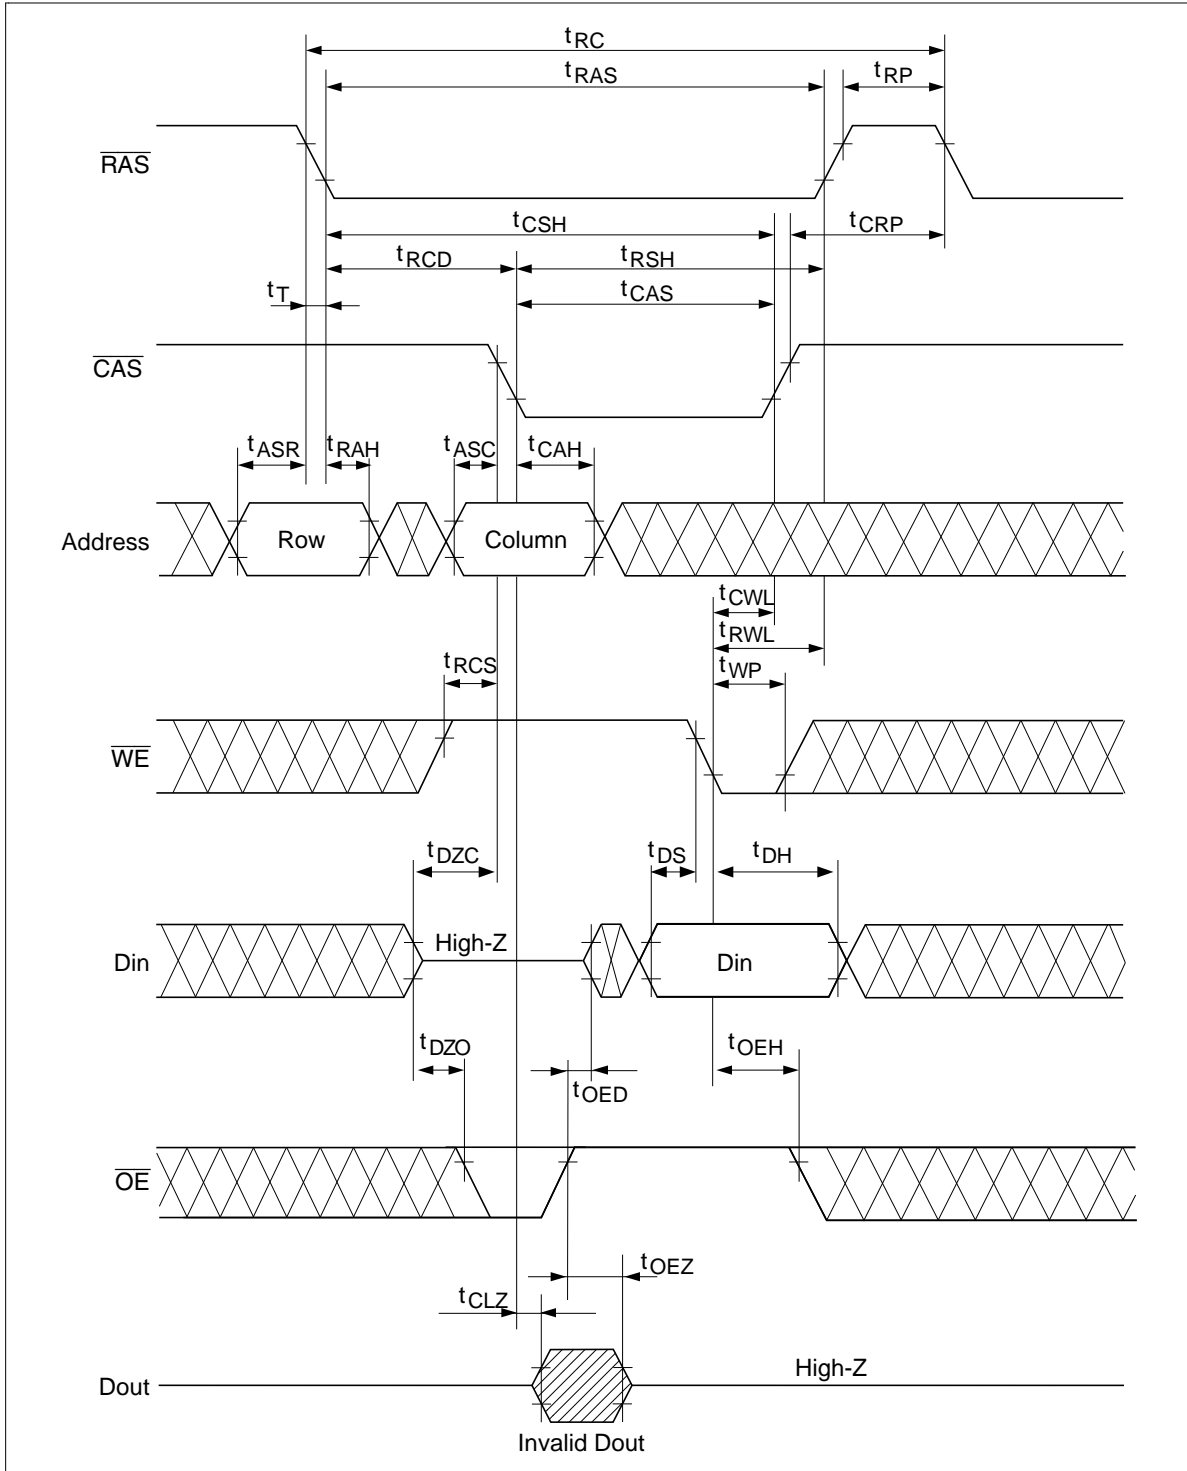 tRC
tRAS
tRP
RAS
tCSH
tCRP
tRCD
tRSH
tT
tCAS
CAS
tASR
tRAH
tASC
tCAH
Address
Row
Column
tCWL
tRWL
tRCS
tWP
WE
tDZC
tDS
tDH
High-Z
Din
Din
tDZO
tOEH
tOED
OE
tOEZ
tCLZ
High-Z
Dout
Invalid Dout